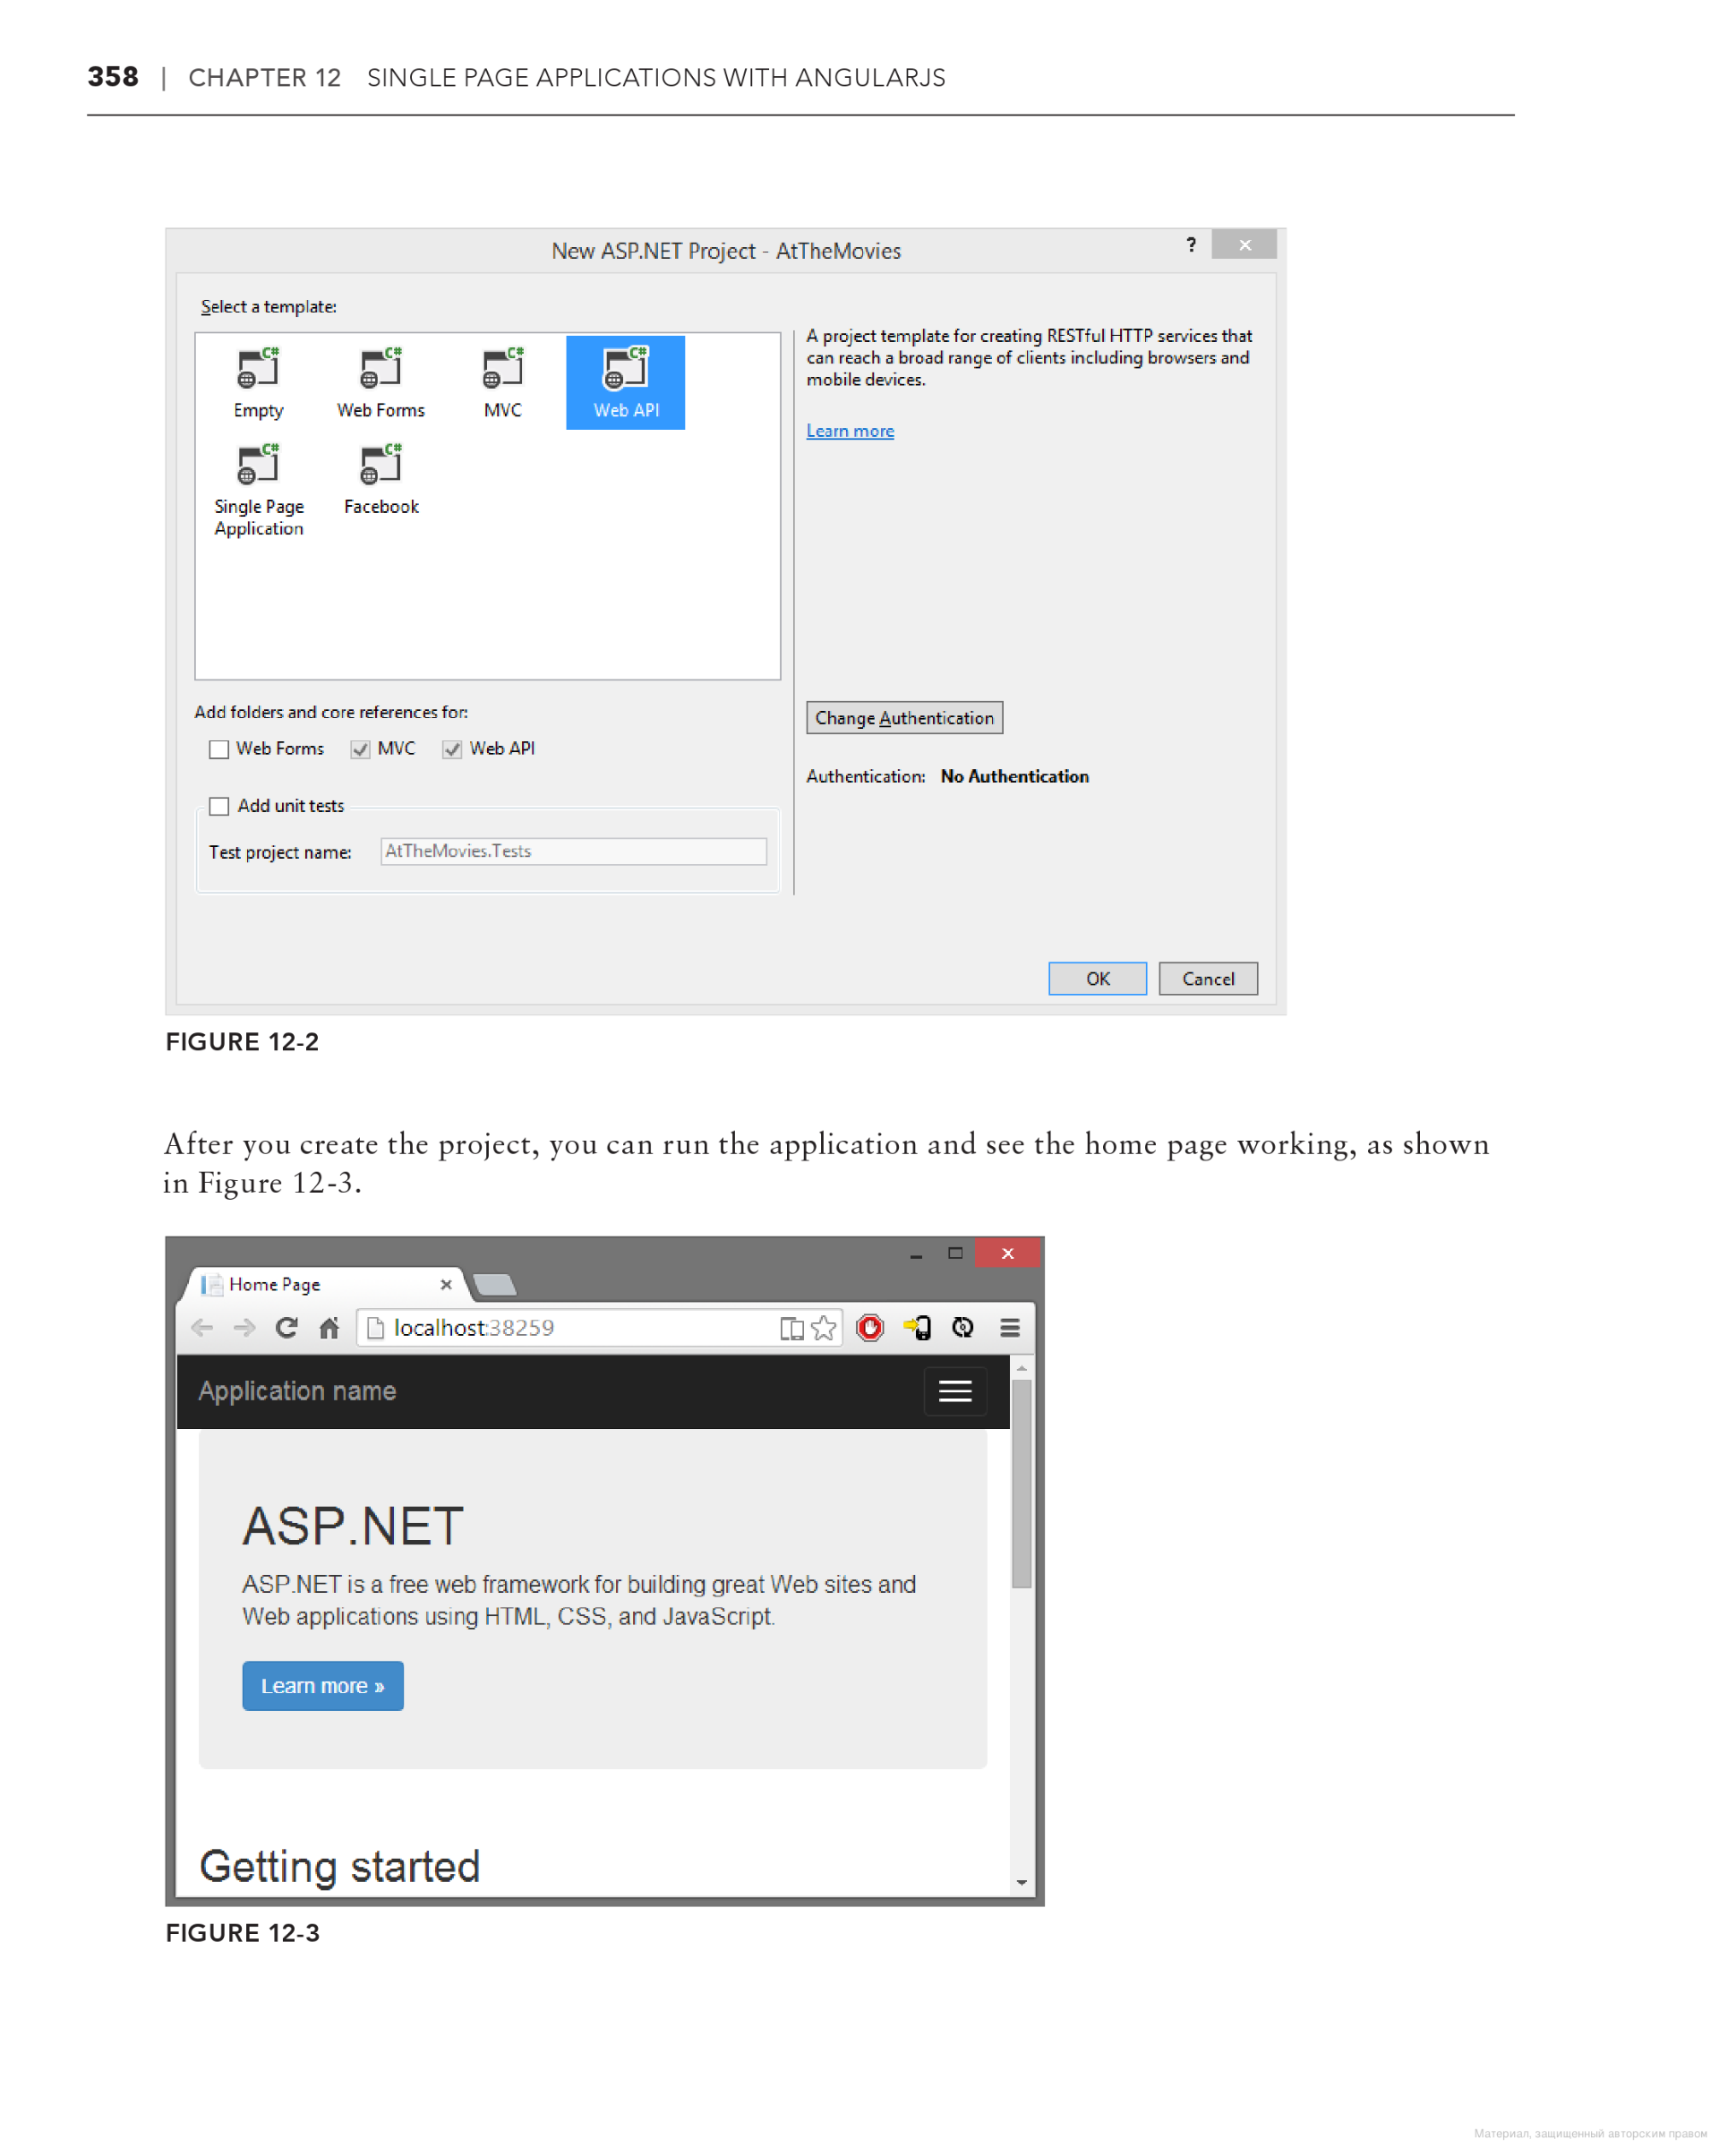 358 | CHAPTER 12 SINGLE PAGE APPLICATIONS WITH ANGULARJS
New ASP.NET Project - AtTheMovies
?
Select a template:
Empty
Web Forms
MVC
Web API
Single Page
Application
Facebook
A project template for creating RESTful HTTP services that
can reach a broad range of clients including browsers and
mobile devices.
Learn more
Add folders and core references for:
Web Forms
MVC
Web API
Add unit tests
Test project name:
AtTheMovies.Tests
Change Authentication
Authentication: No Authentication
OK
Cancel
FIGURE 12-2
After you create the project, you can run the application and see the home page working, as shown
in Figure 12-3.
Home Page
localhost:38259
Application name
ASP.NET
ASP.NET is a free web framework for building great Web sites and
Web applications using HTML, CSS, and JavaScript.
Learn more »
Getting started
FIGURE 12-3
Материал, защищенный авторским правом